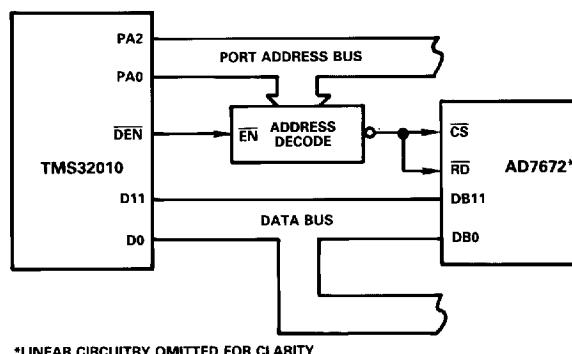 PA2
PORT ADDRESS BUS
PA0
DEN
EN
ADDRESS
DECODE
CS
TMS32010
RD
AD7672*
D11
DB11
DATA BUS
D0
DB0
*LINEAR CIRCUITRY OMITTED FOR CLARITY